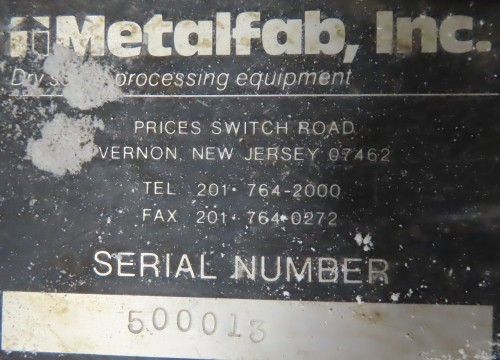 Metalfab, Inc.
Dry solids processing equipment
PRICES SWITCH ROAD
VERNON, NEW JERSEY 07462
TEL 201·764-2000
FAX 201·764-0272
SERIAL NUMBER
500013